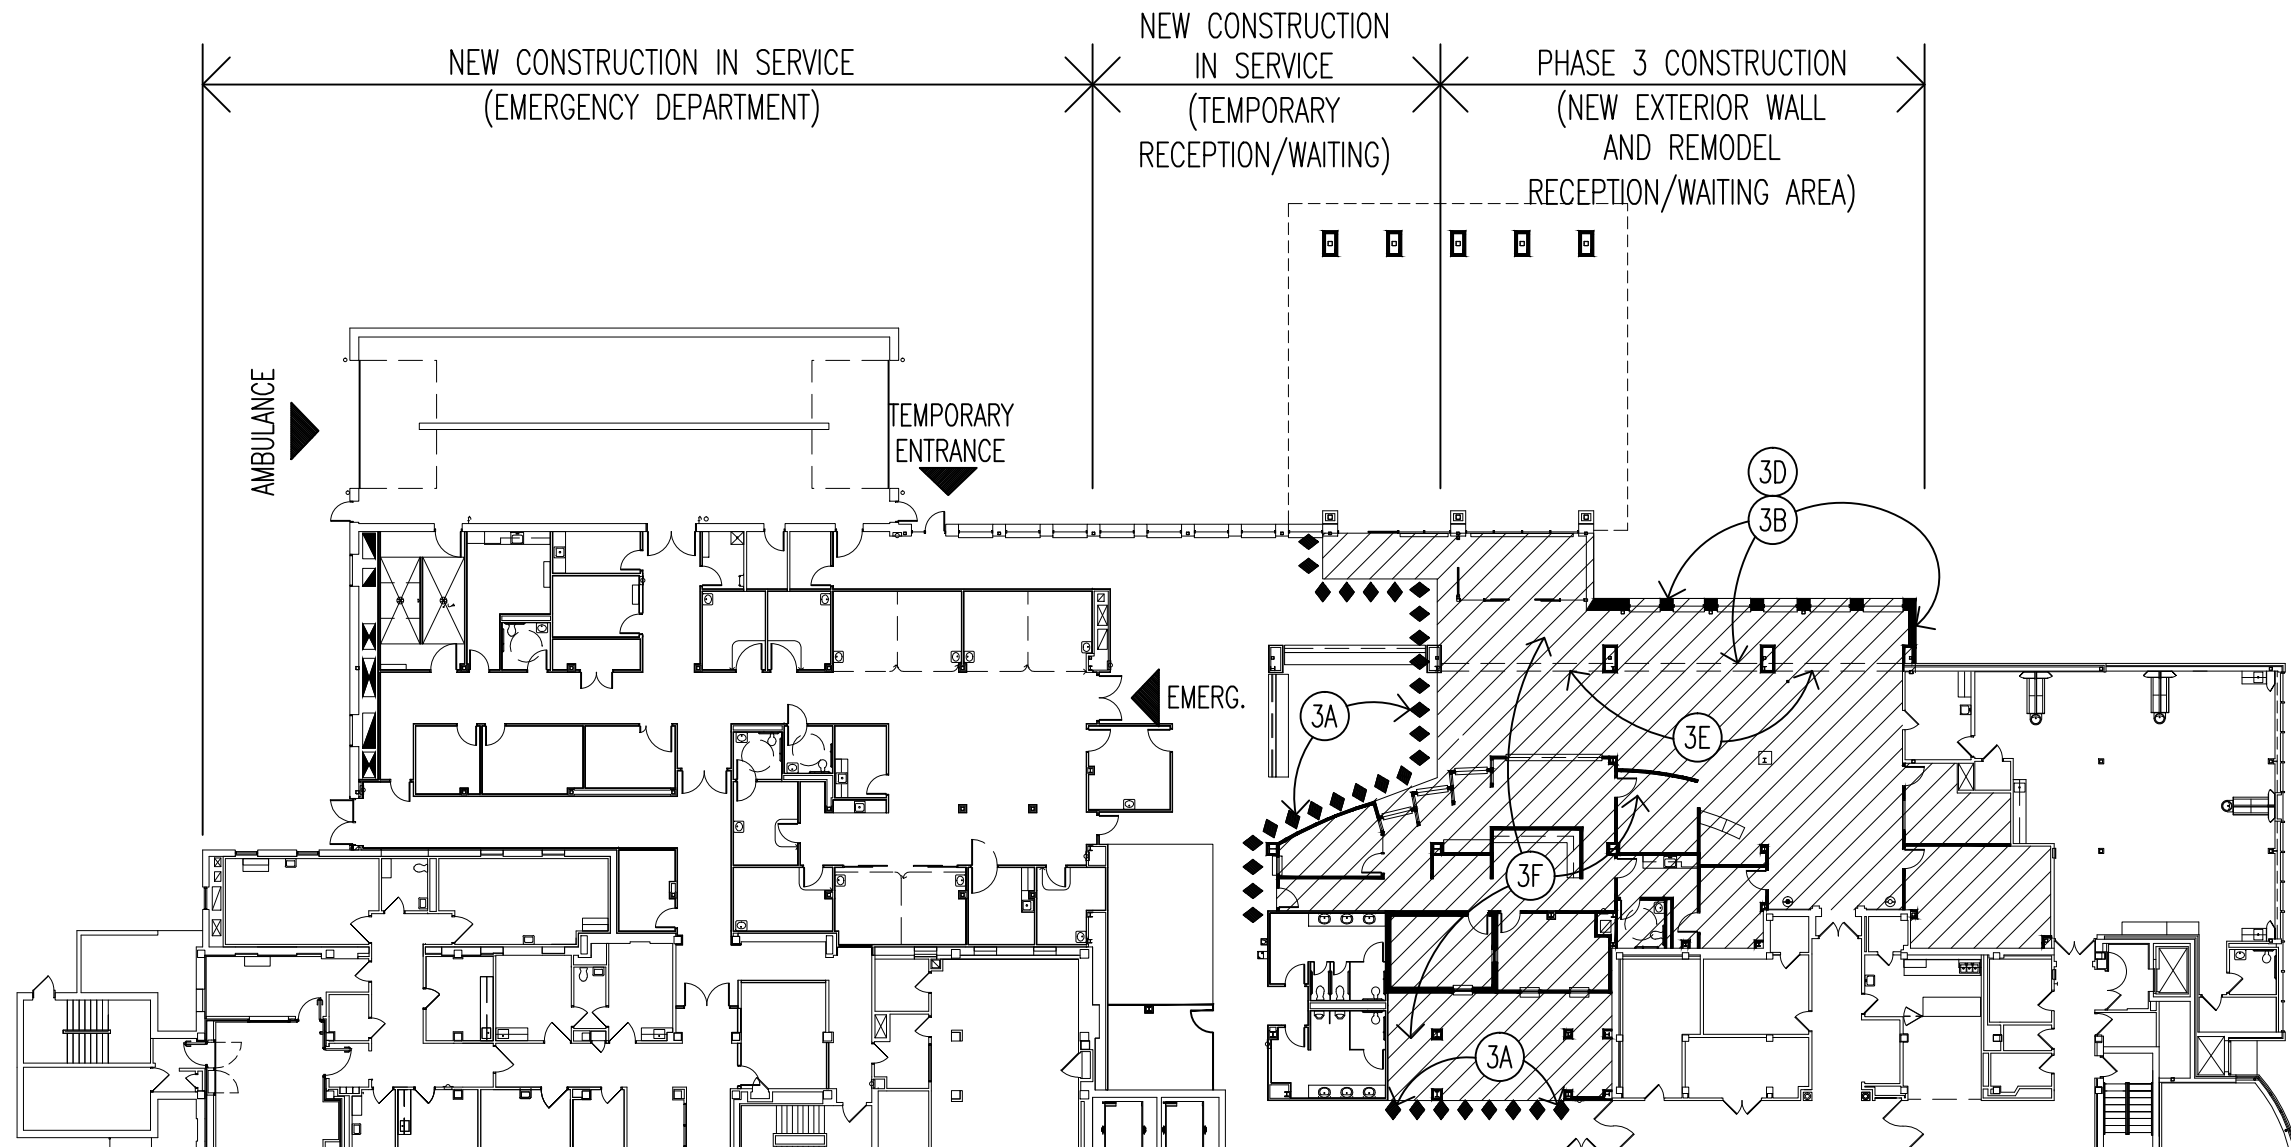 NEW CONSTRUCTION IN SERVICE
(EMERGENCY DEPARTMENT)
NEW CONSTRUCTION
IN SERVICE
(TEMPORARY
RECEPTION/WAITING)
PHASE 3 CONSTRUCTION
(NEW EXTERIOR WALL
AND REMODEL
RECEPTION/WAITING AREA)
AMBULANCE
TEMPORARY
ENTRANCE
3D
3B
EMERG.
3A
3E
3F
3A